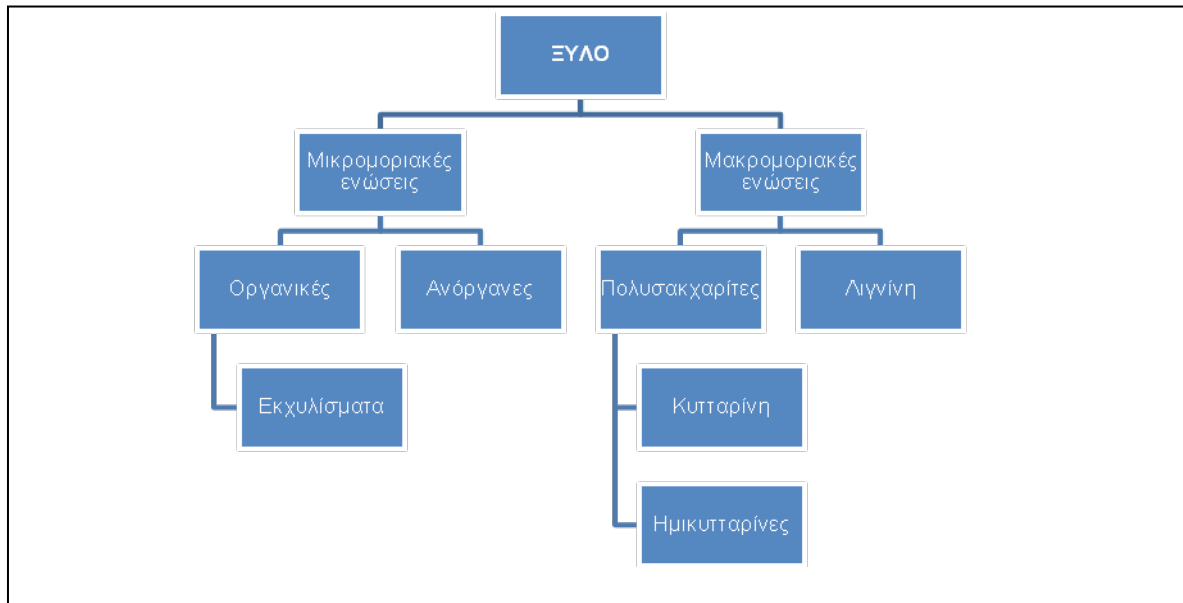 ΞΥΛΟ
Μικρομοριακές
ενώσεις
Μακρομοριακές
ενώσεις
Οργανικές
Ανόργανες
Πολυσακχαρίτες
Λιγνίνη
Εκχυλίσματα
Κυτταρίνη
Ημικυτταρίνες